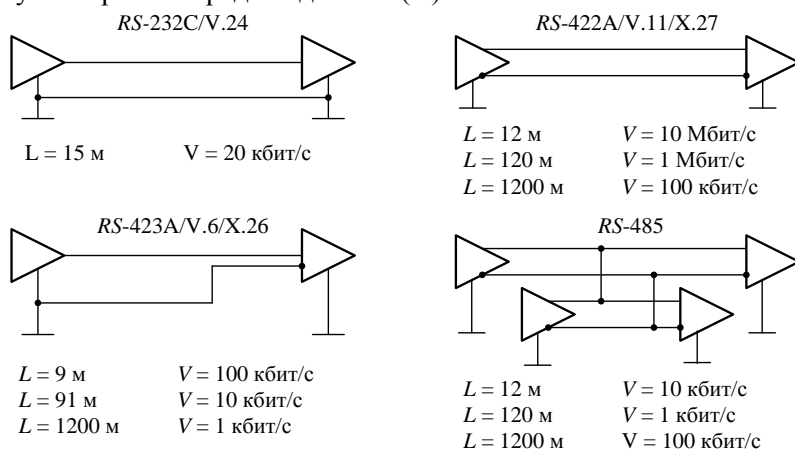 RS-232C/V.24
L = 15 м V = 20 кбит/с
RS-422A/V.11/X.27
L = 12 м V = 10 Мбит/с
L = 120 м V = 1 Мбит/с
L = 1200 м V = 100 кбит/с
RS-423A/V.6/X.26
L = 9 м V = 100 кбит/с
L = 91 м V = 10 кбит/с
L = 1200 м V = 1 кбит/с
RS-485
L = 12 м V = 10 кбит/с
L = 120 м V = 1 кбит/с
L = 1200 м V = 100 кбит/с